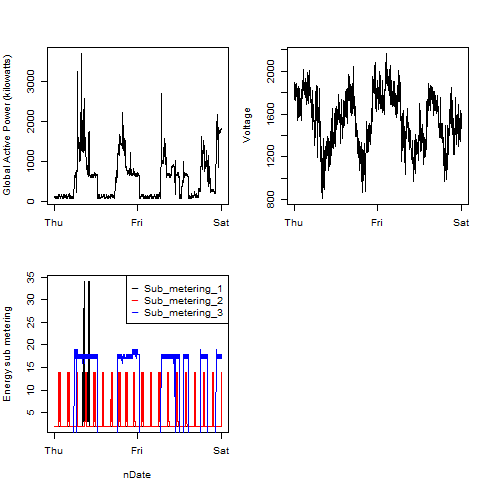 Global Active Power (kilowatts)
0
1000
2000
3000
Thu
Fri
Sat
Voltage
800
1200
1600
2000
Thu
Fri
Sat
Energy sub metering
5
10
15
20
25
30
35
Sub_metering_1
Sub_metering_2
Sub_metering_3
Thu
Fri
Sat
nDate